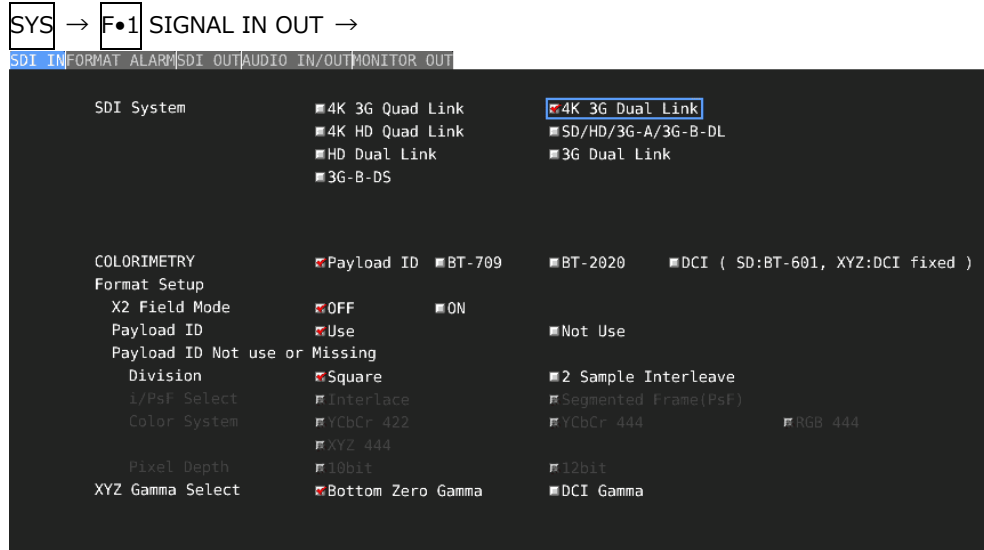 SYS → F•1 SIGNAL IN OUT →
SDI IN FORMAT ALARM SDI OUT AUDIO IN/OUT MONITOR OUT
SDI System 4K 3G Quad Link 4K 3G Dual Link
4K HD Quad Link SD/HD/3G-A/3G-B-DL
HD Dual Link 3G Dual Link
3G-B-DS
COLORIMETRY Payload ID BT-709 BT-2020 DCI ( SD:BT-601, XYZ:DCI fixed )
Format Setup
X2 Field Mode OFF ON
Payload ID Use Not Use
Payload ID Not use or Missing
Division Square 2 Sample Interleave
i/PsF Select Interlace Segmented Frame(PsF)
Color System YCbCr 422 YCbCr 444 RGB 444
XYZ 444
Pixel Depth 10bit 12bit
XYZ Gamma Select Bottom Zero Gamma DCI Gamma